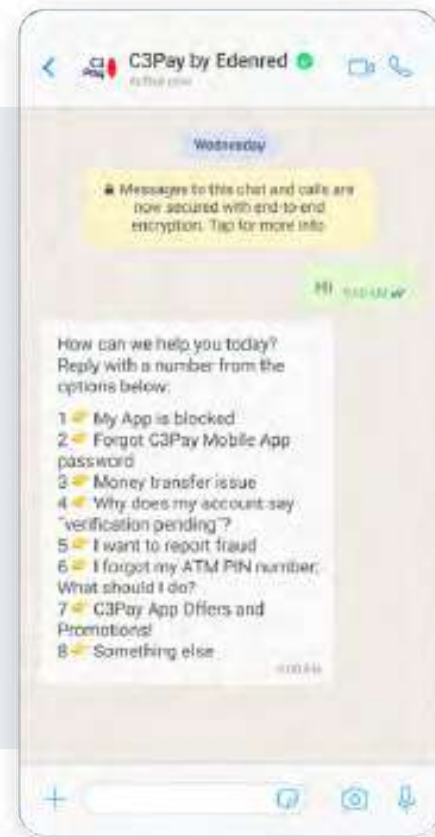 C3Pay by Edenred
Wednesday
Messages to this chat and calls are
now secured with end-to-end
encryption. Tap for more info
Hi
How can we help you today?
Reply with a number from the
options below:
1 👉 My App is blocked
2 👉 Forgot C3Pay Mobile App
password
3 👉 Money transfer issue
4 👉 Why does my account say
"verification pending"?
5 👉 I want to report fraud
6 👉 I forgot my ATM PIN number.
What should I do?
7 👉 C3Pay App Offers and
Promotions!
8 👉 Something else